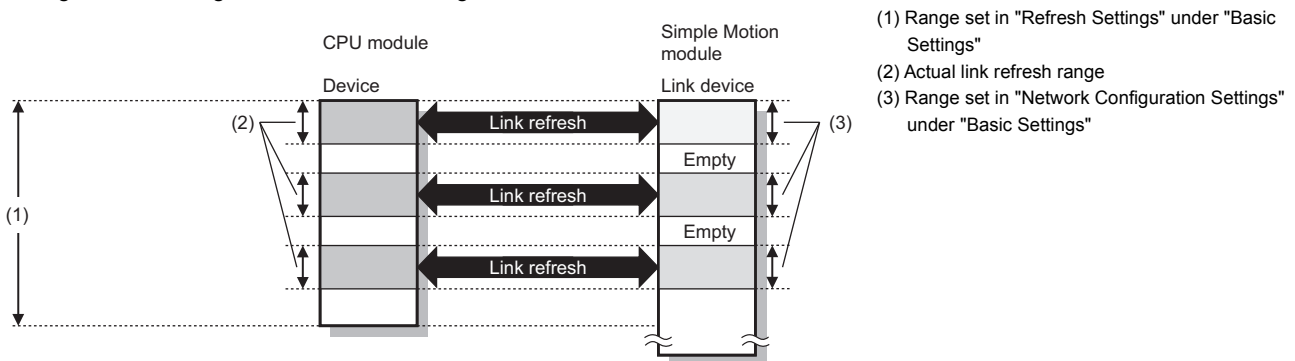 CPU module
Simple Motion
module
Device
Link device
(1) Range set in "Refresh Settings" under "Basic
Settings"
(2) Actual link refresh range
(3) Range set in "Network Configuration Settings"
under "Basic Settings"
(2)
Link refresh
(3)
Empty
Link refresh
(1)
Empty
Link refresh